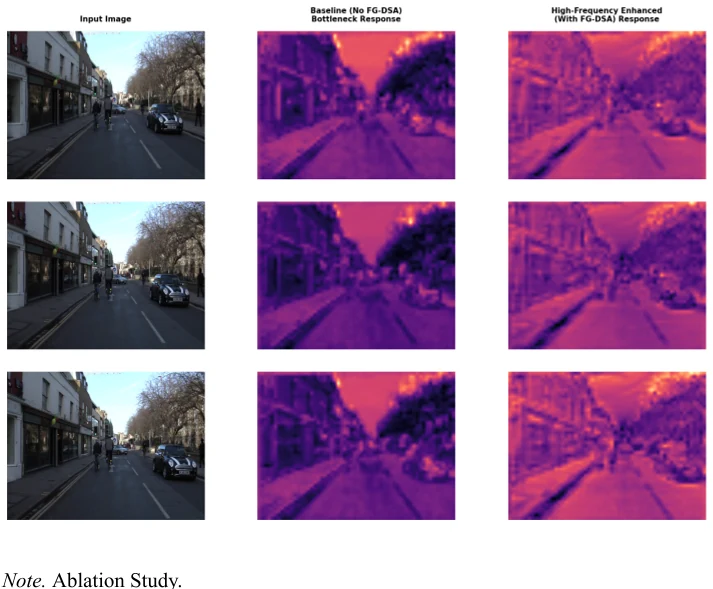 Input Image
Baseline (No FG-DSA)
Bottleneck Response
High-Frequency Enhanced
(With FG-DSA) Response
Note. Ablation Study.